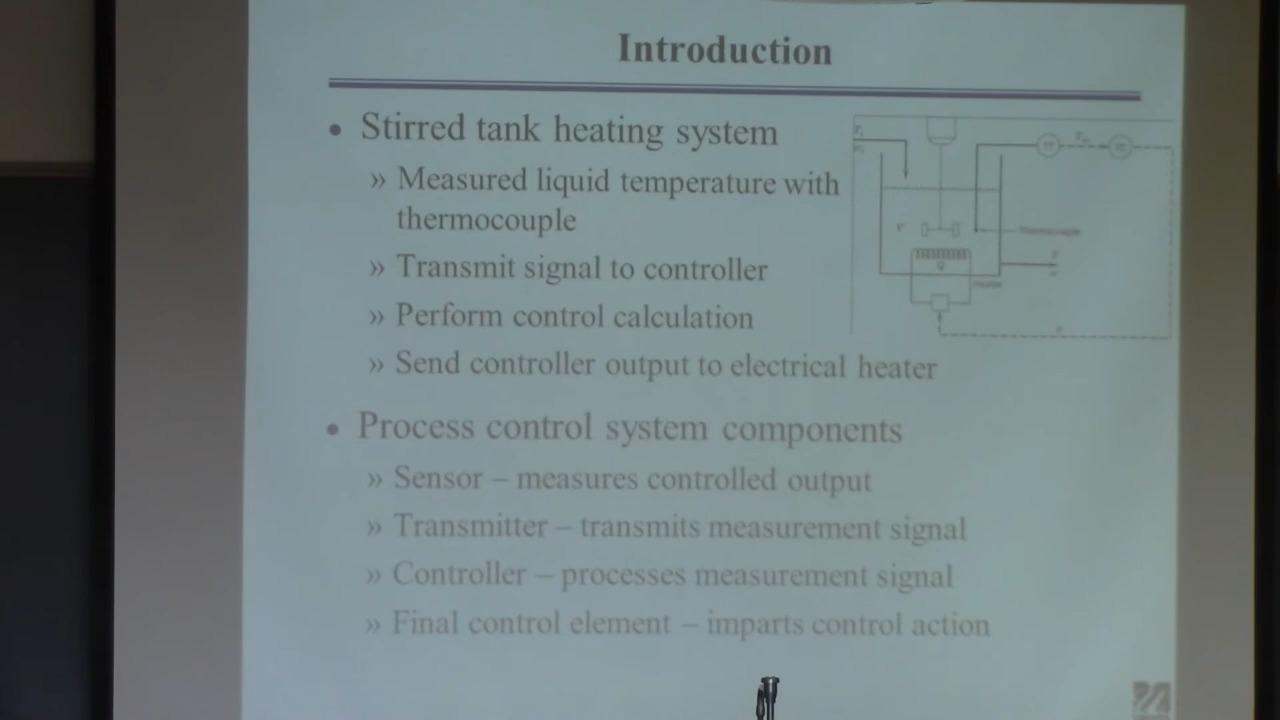 Introduction
• Stirred tank heating system
» Measured liquid temperature with
thermocouple
» Transmit signal to controller
» Perform control calculation
» Send controller output to electrical heater
• Process control system components
» Sensor – measures controlled output
» Transmitter – transmits measurement signal
» Controller – processes measurement signal
» Final control element – imparts control action
V
Thermocouple
Q
Heater